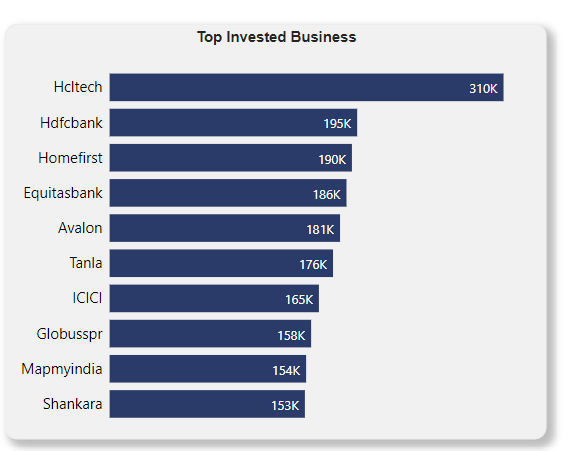 Top Invested Business
Hcltech 310K
Hdfcbank 195K
Homefirst 190K
Equitasbank 186K
Avalon 181K
Tanla 176K
ICICI 165K
Globusspr 158K
Mapmyindia 154K
Shankara 153K